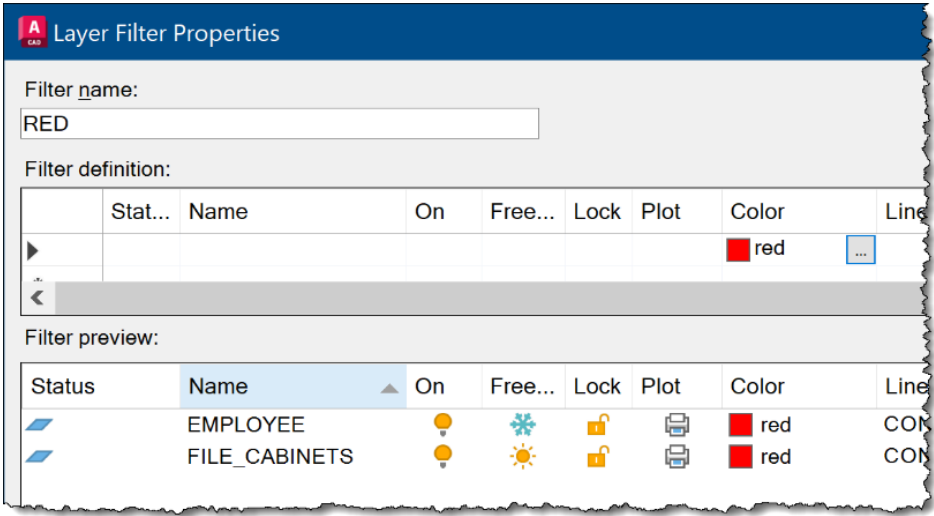 A
CAD
Layer Filter Properties
Filter name:
RED
Filter definition:
Stat... Name On Free... Lock Plot Color Line
red ...
Filter preview:
Status Name On Free... Lock Plot Color Line
EMPLOYEE red CON
FILE_CABINETS red CON